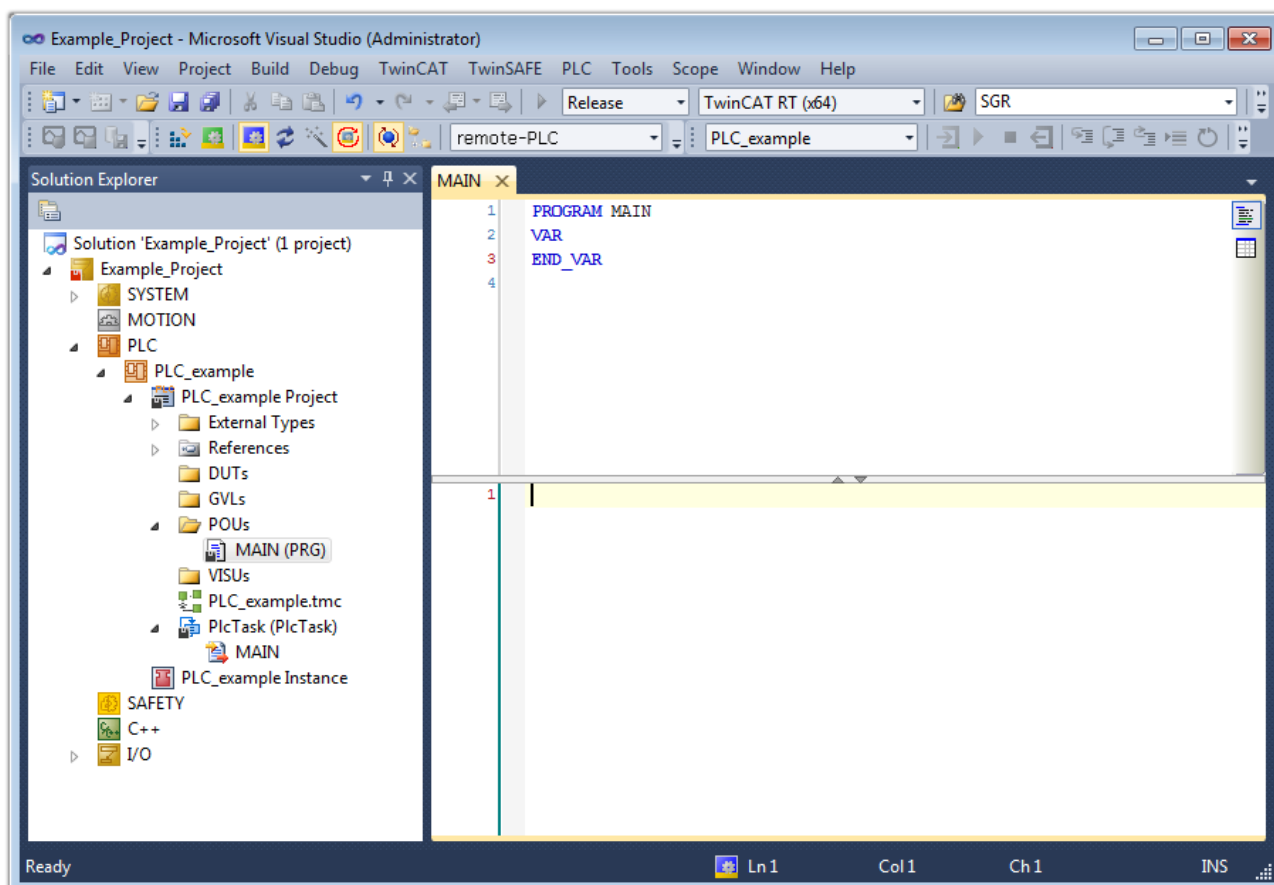 Example_Project - Microsoft Visual Studio (Administrator)
File Edit View Project Build Debug TwinCAT TwinSAFE PLC Tools Scope Window Help
Release TwinCAT RT (x64) SGR
remote-PLC PLC_example
Solution Explorer
MAIN
Solution 'Example_Project' (1 project)
Example_Project
SYSTEM
MOTION
PLC
PLC_example
PLC_example Project
External Types
References
DUTs
GVLs
POUs
MAIN (PRG)
VISUs
PLC_example.tmc
PlcTask (PlcTask)
MAIN
PLC_example Instance
SAFETY
C++
I/O
1 PROGRAM MAIN
2 VAR
3 END_VAR
4
1
Ready Ln 1 Col 1 Ch 1 INS